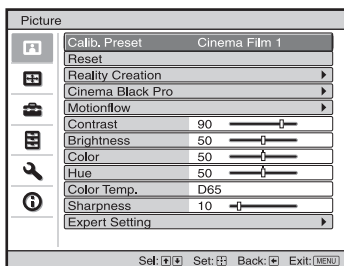 Picture
Calib. Preset Cinema Film 1
Reset
Reality Creation
Cinema Black Pro
Motionflow
Contrast 90
Brightness 50
Color 50
Hue 50
Color Temp. D65
Sharpness 10
Expert Setting
Sel: Set: Back: Exit: MENU